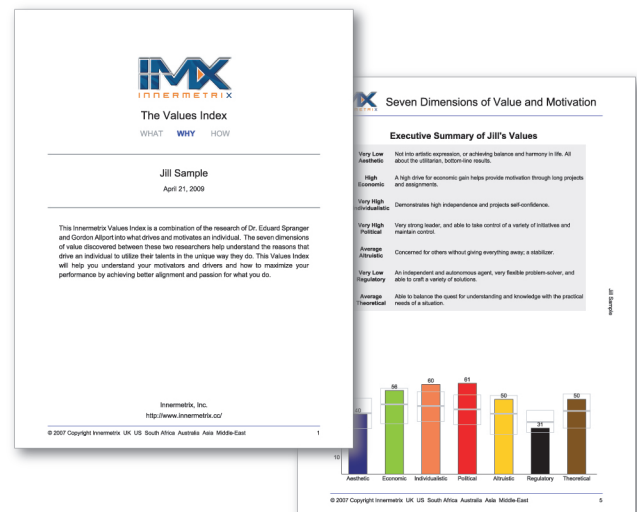 IMX
INNERMETRIX
The Values Index
WHAT WHY HOW
Jill Sample
April 21, 2009
This Innermetrix Values Index is a combination of the research of Dr. Eduard Spranger
and Gordon Allport into what drives and motivates an individual. The seven dimensions
of value discovered between these two researchers help understand the reasons that
drive an individual to utilize their talents in the unique way they do. This Values Index
will help you understand your motivators and drivers and how to maximize your
performance by achieving better alignment and passion for what you do.
Innermetrix, Inc.
http://www.innermetrix.cc/
© 2007 Copyright Innermetrix UK US South Africa Australia Asia Middle-East 1
Seven Dimensions of Value and Motivation
Executive Summary of Jill's Values
Very Low
Aesthetic
Not into artistic expression, or achieving balance and harmony in life. All
about the utilitarian, bottom-line results.
High
Economic
A high drive for economic gain helps provide motivation through long projects
and assignments.
Very High
Individualistic
Demonstrates high independence and projects self-confidence.
Very High
Political
Very strong leader, and able to take control of a variety of initiatives and
maintain control.
Average
Altruistic
Concerned for others without giving everything away; a stabilizer.
Very Low
Regulatory
An independent and autonomous agent, very flexible problem-solver, and
able to craft a variety of solutions.
Average
Theoretical
Able to balance the quest for understanding and knowledge with the practical
needs of a situation.
Jill Sample
40 56 60 61 50 31 50
10
Aesthetic Economic Individualistic Political Altruistic Regulatory Theoretical
© 2007 Copyright Innermetrix UK US South Africa Australia Asia Middle-East 5